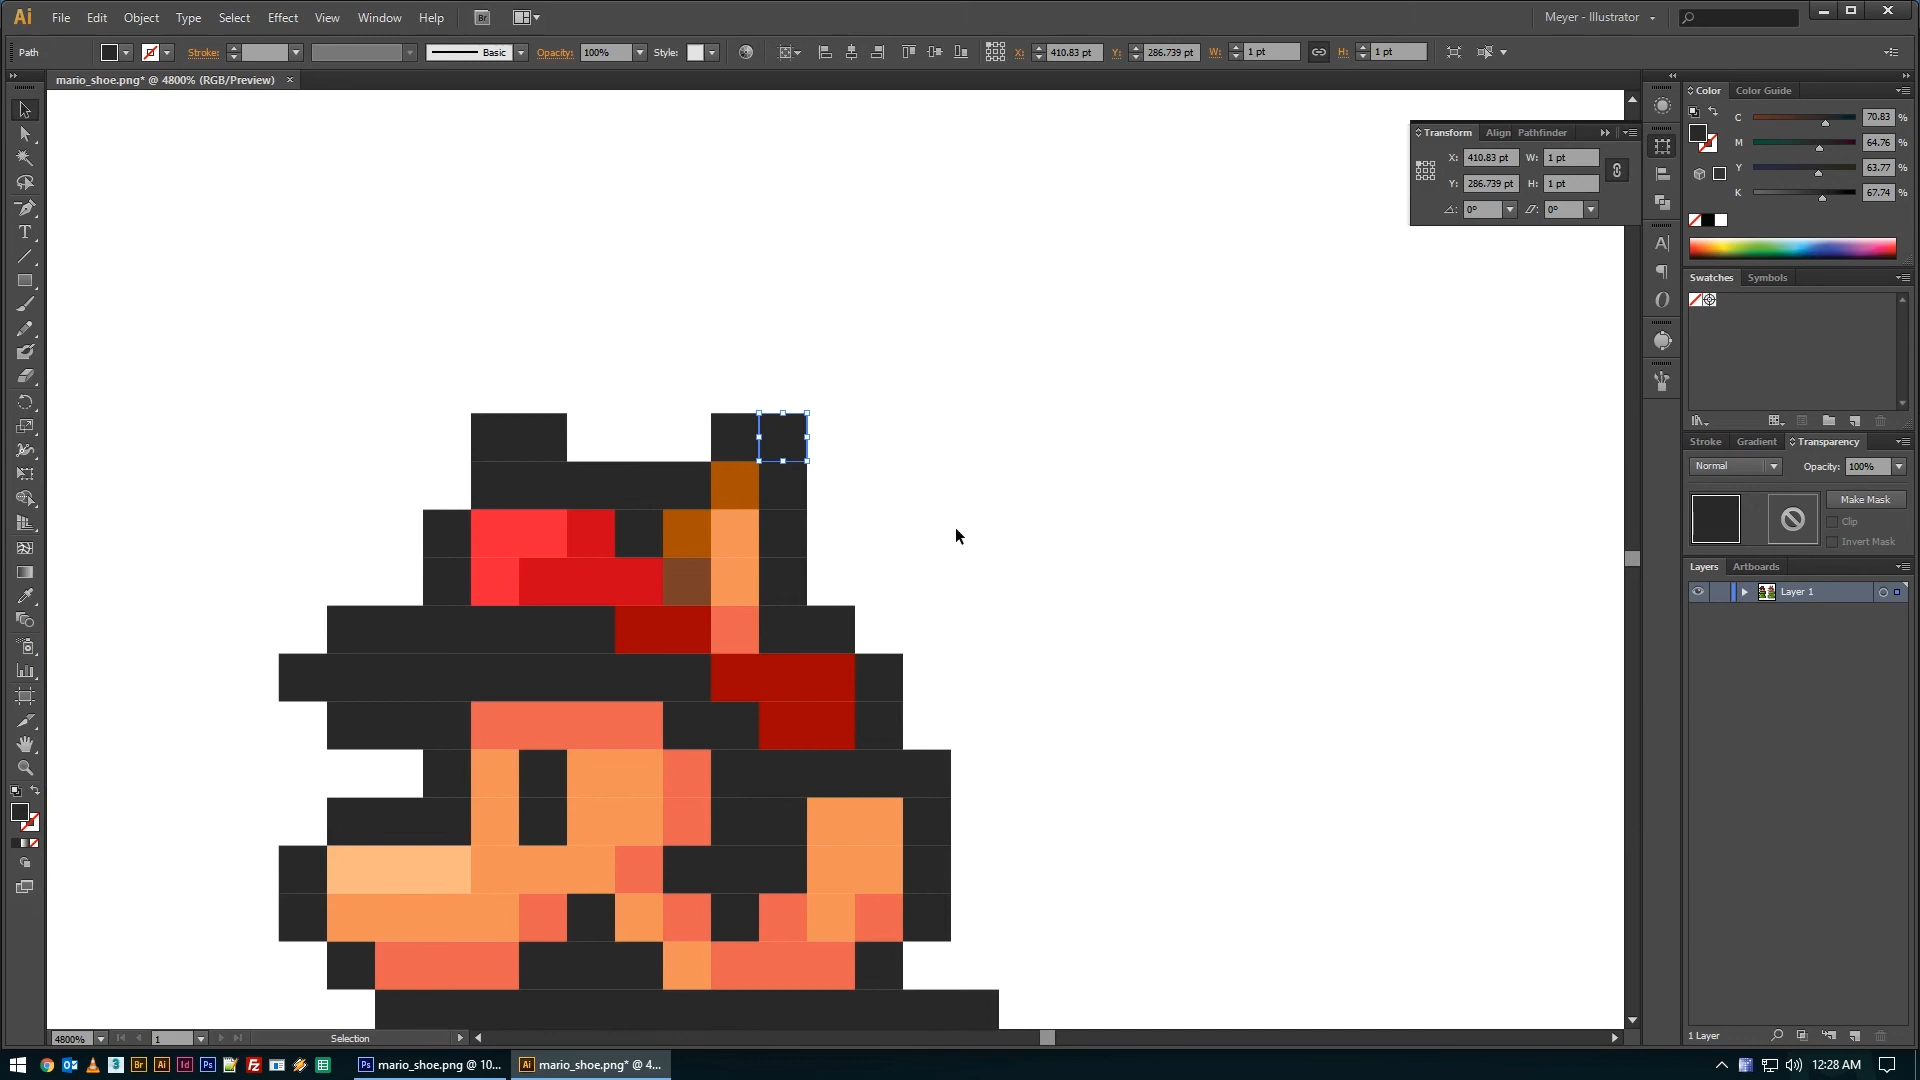 Ai File Edit Object Type Select Effect View Window Help Br Meyer - Illustrator
Path Stroke: Basic Opacity: 100% Style: X: 410.83 pt Y: 286.739 pt W: 1 pt H: 1 pt
mario_shoe.png* @ 4800% (RGB/Preview) ×
Transform Align Pathfinder
X: 410.83 pt W: 1 pt
Y: 286.739 pt H: 1 pt
0° 0°
Color Color Guide
C 70.83 %
M 64.76 %
Y 63.77 %
K 67.74 %
Swatches Symbols
Stroke Gradient Transparency
Normal Opacity: 100%
Make Mask
Clip
Invert Mask
Layers Artboards
Layer 1
1 Layer
4800% 1 Selection
mario_shoe.png @ 10... mario_shoe.png* @ 4... 12:28 AM